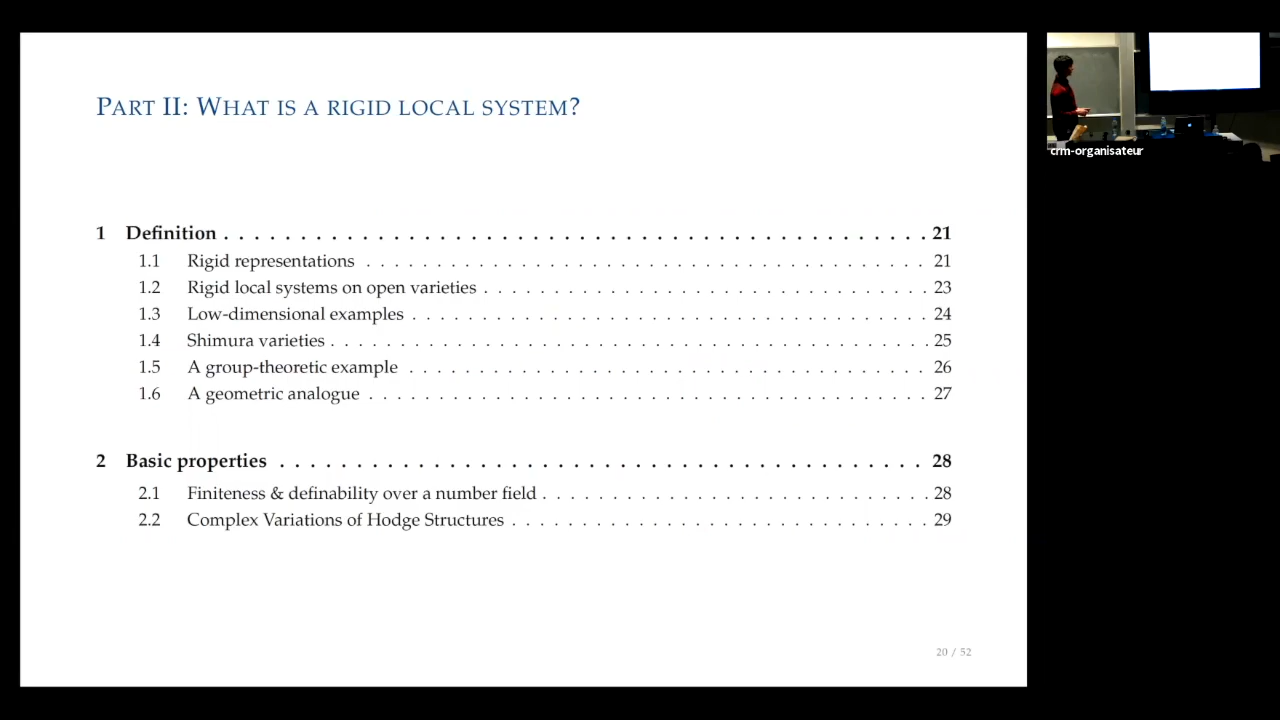 PART II: WHAT IS A RIGID LOCAL SYSTEM?
1 Definition . . . . . . . . . . . . . . . . . . . . . . . . . . . . . . . . . . . . . . . . . . . . . . 21
1.1 Rigid representations . . . . . . . . . . . . . . . . . . . . . . . . . . . . . . . . 21
1.2 Rigid local systems on open varieties . . . . . . . . . . . . . . . . . . . . . . . . . . 23
1.3 Low-dimensional examples . . . . . . . . . . . . . . . . . . . . . . . . . . . . . 24
1.4 Shimura varieties . . . . . . . . . . . . . . . . . . . . . . . . . . . . . . . . . . 25
1.5 A group-theoretic example . . . . . . . . . . . . . . . . . . . . . . . . . . . . . . 26
1.6 A geometric analogue . . . . . . . . . . . . . . . . . . . . . . . . . . . . . . . . 27
2 Basic properties . . . . . . . . . . . . . . . . . . . . . . . . . . . . . . . . . . 28
2.1 Finiteness & definability over a number field . . . . . . . . . . . . . . . . . . . . . . 28
2.2 Complex Variations of Hodge Structures . . . . . . . . . . . . . . . . . . . . . . . . 29
20 / 52
crm-organisateur